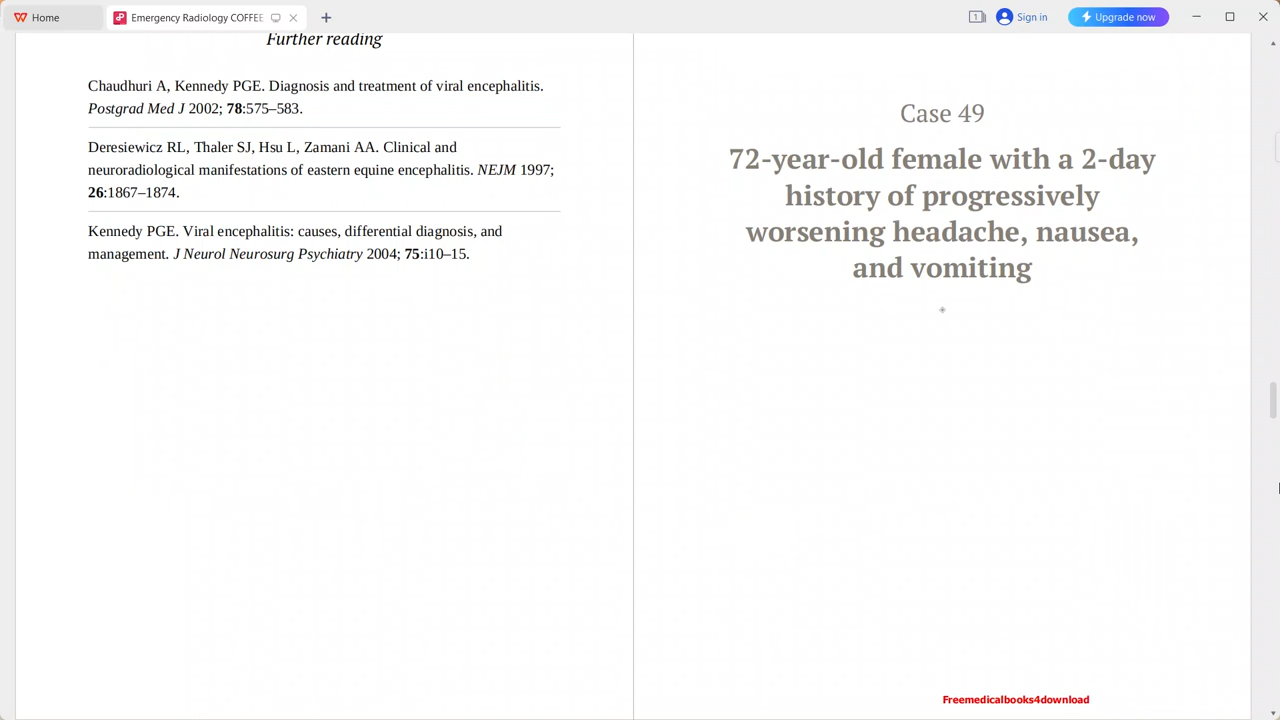 Home
Emergency Radiology COFFEE
1
Sign in
Upgrade now
Further reading
Chaudhuri A, Kennedy PGE. Diagnosis and treatment of viral encephalitis.
Postgrad Med J 2002; 78:575–583.
Deresiewicz RL, Thaler SJ, Hsu L, Zamani AA. Clinical and
neuroradiological manifestations of eastern equine encephalitis. NEJM 1997;
26:1867–1874.
Kennedy PGE. Viral encephalitis: causes, differential diagnosis, and
management. J Neurol Neurosurg Psychiatry 2004; 75:i10–15.
Case 49
72-year-old female with a 2-day
history of progressively
worsening headache, nausea,
and vomiting
Freemedicalbooks4download